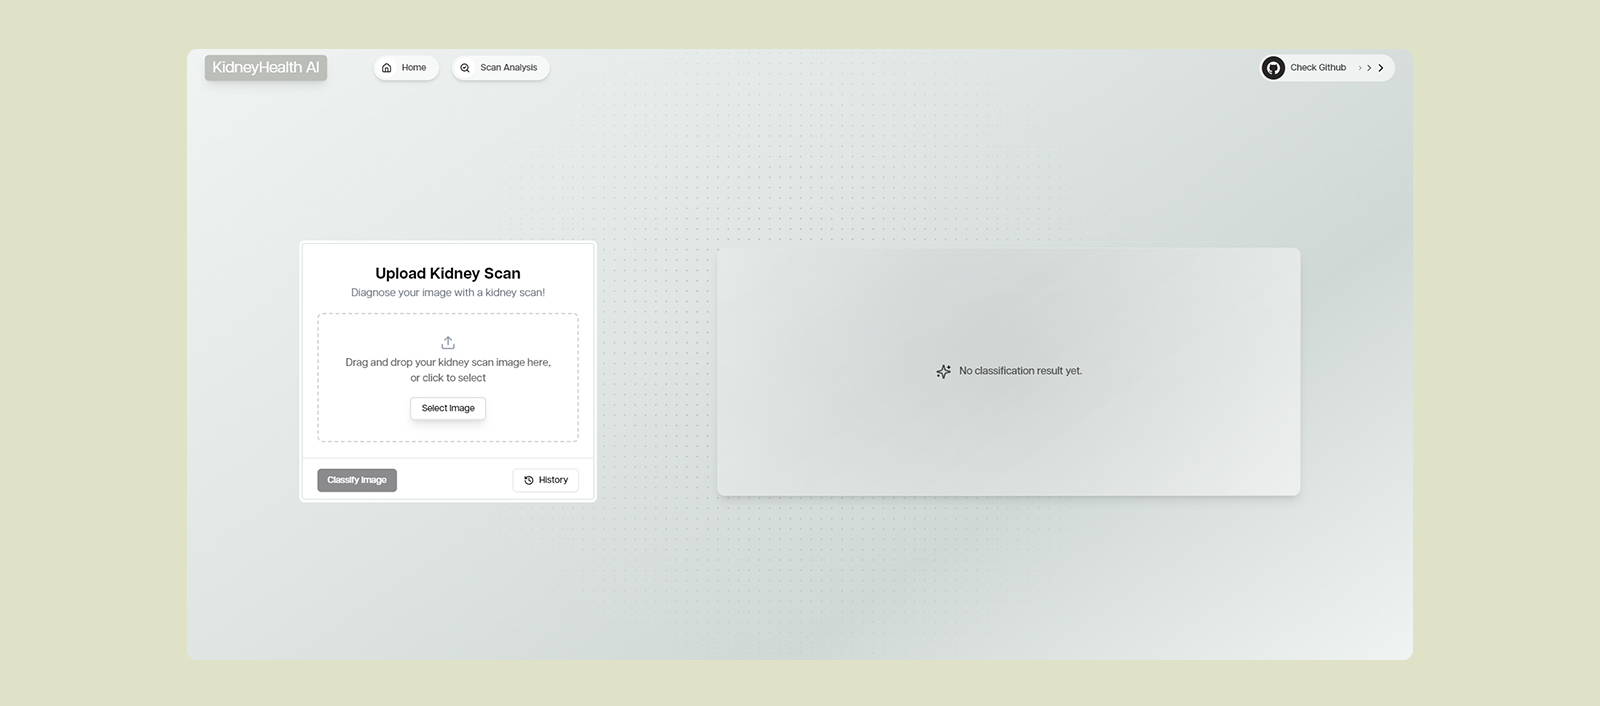 KidneyHealth AI
Home
Scan Analysis
Check Github
Upload Kidney Scan
Diagnose your image with a kidney scan!
Drag and drop your kidney scan image here,
or click to select
Select Image
Classify Image
History
No classification result yet.